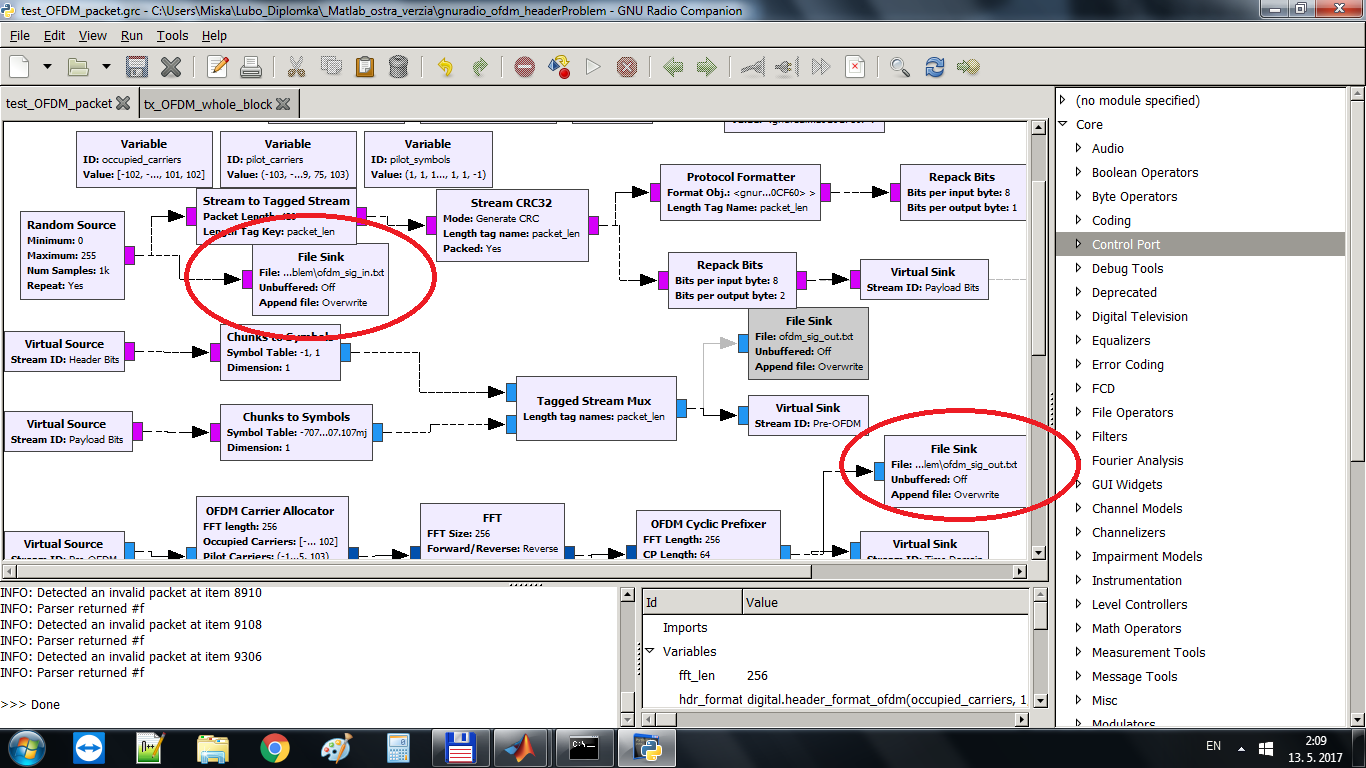 test_OFDM_packet.grc - C:\Users\Miska\Lubo_Diplomka\_Matlab_ostra_verzia\gnuradio_ofdm_headerProblem - GNU Radio Companion
File Edit View Run Tools Help
test_OFDM_packet
tx_OFDM_whole_block
Variable
ID: occupied_carriers
Value: [-102, -..., 101, 102]
Variable
ID: pilot_carriers
Value: (-103, -...9, 75, 103)
Variable
ID: pilot_symbols
Value: (1, 1, 1..., 1, 1, -1)
Random Source
Minimum: 0
Maximum: 255
Num Samples: 1k
Repeat: Yes
Stream to Tagged Stream
Packet Length:
Length Tag Key: packet_len
Stream CRC32
Mode: Generate CRC
Length tag name: packet_len
Packed: Yes
Protocol Formatter
Format Obj.: <gnur...0CF60> >
Length Tag Name: packet_len
Repack Bits
Bits per input byte: 8
Bits per output byte: 1
File Sink
File: ...blem\ofdm_sig_in.txt
Unbuffered: Off
Append file: Overwrite
Repack Bits
Bits per input byte: 8
Bits per output byte: 2
Virtual Sink
Stream ID: Payload Bits
Virtual Source
Stream ID: Header Bits
Chunks to Symbols
Symbol Table: -1, 1
Dimension: 1
File Sink
File: ofdm_sig_out.txt
Unbuffered: Off
Append file: Overwrite
Virtual Source
Stream ID: Payload Bits
Chunks to Symbols
Symbol Table: -707...07.107mj
Dimension: 1
Tagged Stream Mux
Length tag names: packet_len
Virtual Sink
Stream ID: Pre-OFDM
File Sink
File: ...lem\ofdm_sig_out.txt
Unbuffered: Off
Append file: Overwrite
Virtual Source
Stream ID: Pre-OFDM
OFDM Carrier Allocator
FFT length: 256
Occupied Carriers: [-... 102]
Pilot Carriers: (-1...5, 103)
FFT
FFT Size: 256
Forward/Reverse: Reverse
OFDM Cyclic Prefixer
FFT Length: 256
CP Length: 64
Virtual Sink
Stream ID: Time Domain
(no module specified)
Core
Audio
Boolean Operators
Byte Operators
Coding
Control Port
Debug Tools
Deprecated
Digital Television
Equalizers
Error Coding
FCD
File Operators
Filters
Fourier Analysis
GUI Widgets
Channel Models
Channelizers
Impairment Models
Instrumentation
Level Controllers
Math Operators
Measurement Tools
Message Tools
Misc
Modulators
INFO: Detected an invalid packet at item 8910
INFO: Parser returned #f
INFO: Detected an invalid packet at item 9108
INFO: Parser returned #f
INFO: Detected an invalid packet at item 9306
INFO: Parser returned #f
>>> Done
Id Value
Imports
Variables
fft_len 256
hdr_format digital.header_format_ofdm(occupied_carriers, 1
EN
2:09
13. 5. 2017